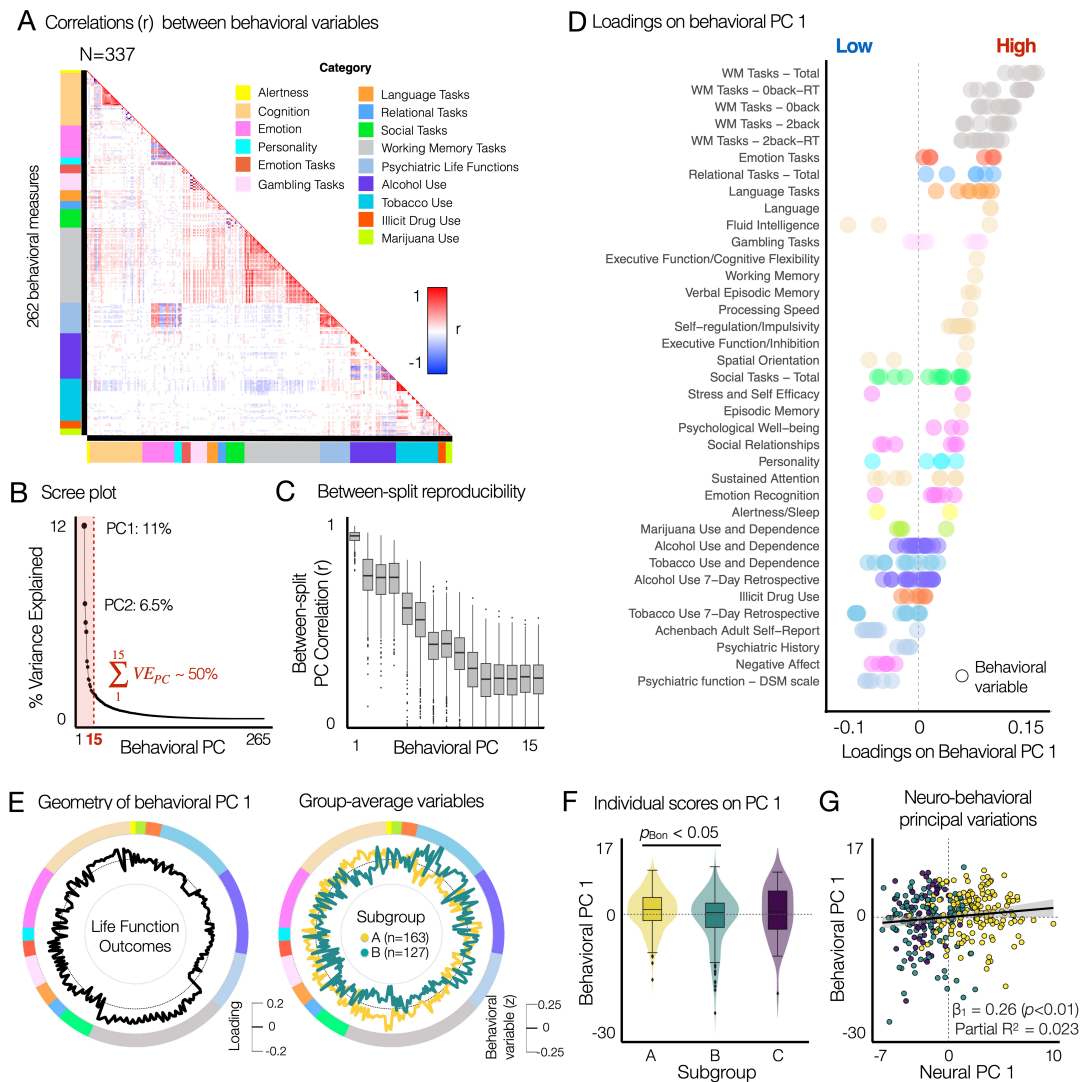 A Correlations (r) between behavioral variables
N=337
Category
Alertness
Cognition
Emotion
Personality
Emotion Tasks
Gambling Tasks
Language Tasks
Relational Tasks
Social Tasks
Working Memory Tasks
Psychiatric Life Functions
Alcohol Use
Tobacco Use
Illicit Drug Use
Marijuana Use
262 behavioral measures
1
r
-1
B Scree plot
12
PC1: 11%
PC2: 6.5%
15
∑ VE_PC ~ 50%
1
% Variance Explained
0
1 15 265
Behavioral PC
C Between-split reproducibility
1
Between-split
PC Correlation (r)
0
1 Behavioral PC 15
D Loadings on behavioral PC 1
Low High
WM Tasks – Total
WM Tasks - 0back–RT
WM Tasks - 0back
WM Tasks - 2back
WM Tasks - 2back–RT
Emotion Tasks
Relational Tasks – Total
Language Tasks
Language
Fluid Intelligence
Gambling Tasks
Executive Function/Cognitive Flexibility
Working Memory
Verbal Episodic Memory
Processing Speed
Self-regulation/Impulsivity
Executive Function/Inhibition
Spatial Orientation
Social Tasks – Total
Stress and Self Efficacy
Episodic Memory
Psychological Well-being
Social Relationships
Personality
Sustained Attention
Emotion Recognition
Alertness/Sleep
Marijuana Use and Dependence
Alcohol Use and Dependence
Tobacco Use and Dependence
Alcohol Use 7–Day Retrospective
Illicit Drug Use
Tobacco Use 7–Day Retrospective
Achenbach Adult Self-Report
Psychiatric History
Negative Affect
Psychiatric function - DSM scale
Behavioral
variable
-0.1 0 0.15
Loadings on Behavioral PC 1
E Geometry of behavioral PC 1
Life Function
Outcomes
Loading
0.2
0
-0.2
Group-average variables
Subgroup
A (n=163)
B (n=127)
Behavioral
variable (z)
0.25
0
-0.25
F Individual scores on PC 1
pBon < 0.05
17
0
-30
Behavioral PC 1
A B C
Subgroup
G Neuro-behavioral
principal variations
17
0
-30
Behavioral PC 1
β1 = 0.26 (p<0.01)
Partial R² = 0.023
-7 0 10
Neural PC 1